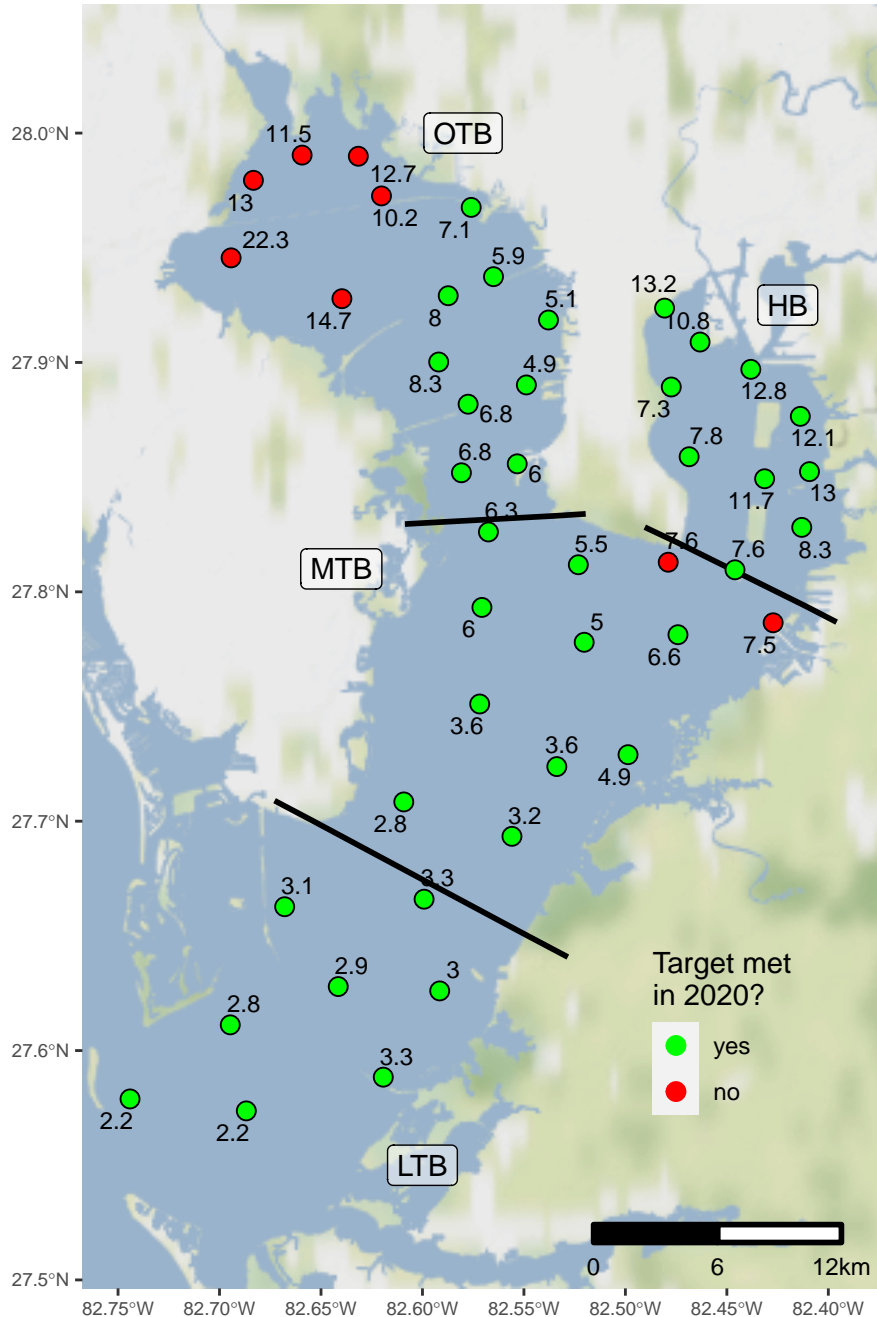 28.0°N
27.9°N
27.8°N
27.7°N
27.6°N
27.5°N
82.75°W
82.70°W
82.65°W
82.60°W
82.55°W
82.50°W
82.45°W
82.40°W
OTB
11.5
12.7
13
10.2
7.1
22.3
5.9
14.7
8
5.1
8.3
4.9
6.8
6.8
6
HB
13.2
10.8
12.8
7.3
12.1
7.8
11.7
13
8.3
7.6
MTB
6.3
5.5
7.6
6
5
6.6
7.5
3.6
3.6
4.9
2.8
3.2
3.3
3.1
2.9
3
2.8
3.3
2.2
2.2
LTB
Target met
in 2020?
yes
no
0 6 12km